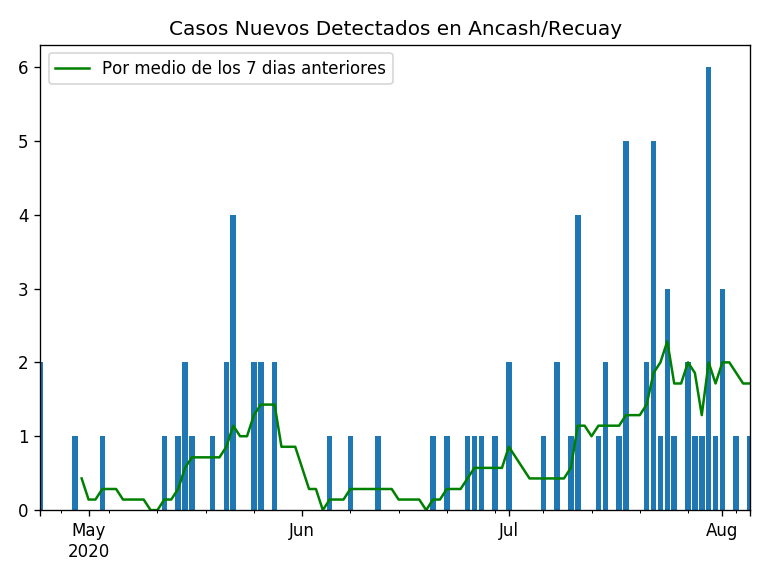 Casos Nuevos Detectados en Ancash/Recuay
Por medio de los 7 dias anteriores
6
5
4
3
2
1
0
May Jun Jul Aug
2020